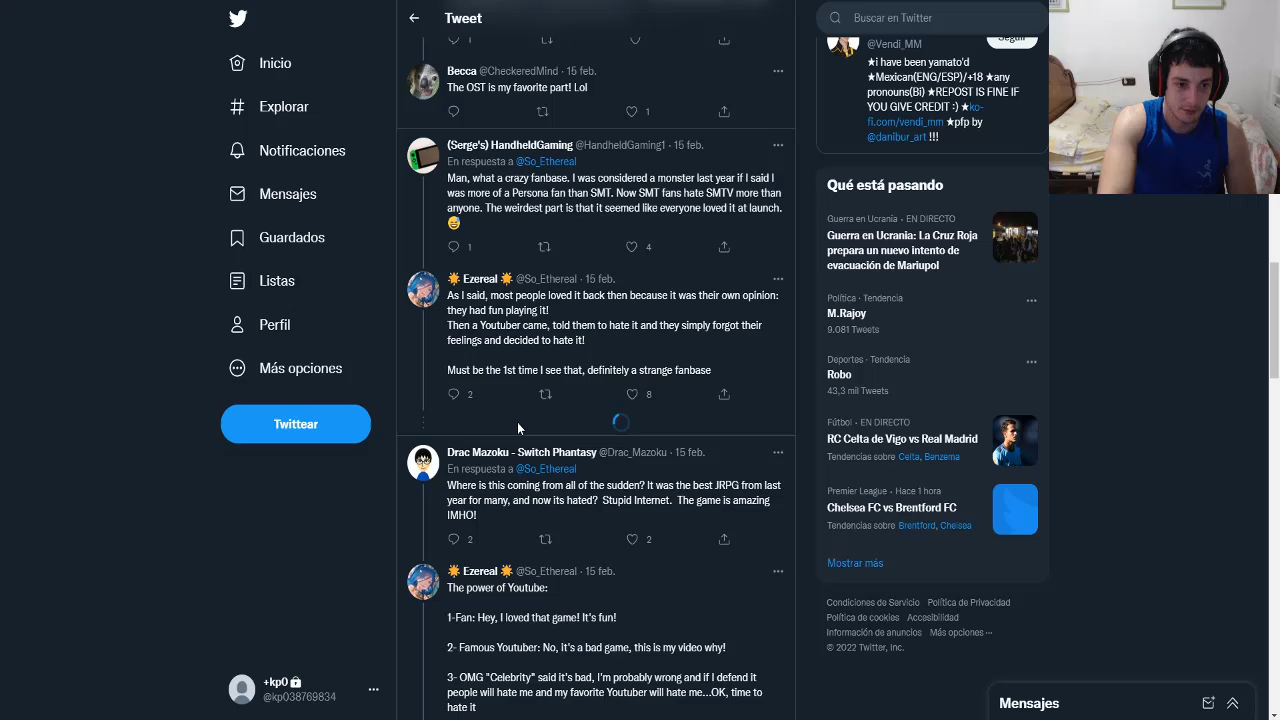 Inicio
Explorar
Notificaciones
Mensajes
Guardados
Listas
Perfil
Más opciones
Twittear
+kp0
@kp038769834
Tweet
1
Becca @CheckeredMind · 15 feb.
The OST is my favorite part! Lol
1
(Serge's) HandheldGaming @HandheldGaming1 · 15 feb.
En respuesta a @So_Ethereal
Man, what a crazy fanbase. I was considered a monster last year if I said I
was more of a Persona fan than SMT. Now SMT fans hate SMTV more than
anyone. The weirdest part is that it seemed like everyone loved it at launch.
😅
1 4
Ezereal @So_Ethereal · 15 feb.
As I said, most people loved it back then because it was their own opinion:
they had fun playing it!
Then a Youtuber came, told them to hate it and they simply forgot their
feelings and decided to hate it!
Must be the 1st time I see that, definitely a strange fanbase
2 8
Drac Mazoku - Switch Phantasy @Drac_Mazoku · 15 feb.
En respuesta a @So_Ethereal
Where is this coming from all of the sudden? It was the best JRPG from last
year for many, and now its hated? Stupid Internet. The game is amazing
IMHO!
2 2
Ezereal @So_Ethereal · 15 feb.
The power of Youtube:
1-Fan: Hey, I loved that game! It's fun!
2- Famous Youtuber: No, it's a bad game, this is my video why!
3- OMG "Celebrity" said it's bad, I'm probably wrong and if I defend it
people will hate me and my favorite Youtuber will hate me...OK, time to
hate it
Buscar en Twitter
@Vendi_MM
Seguir
★i have been yamato'd
★Mexican(ENG/ESP)/+18 ★any
pronouns(Bi) ★REPOST IS FINE IF
YOU GIVE CREDIT :) ★ko-
fi.com/vendi_mm ★pfp by
@danibur_art !!!
Qué está pasando
Guerra en Ucrania · EN DIRECTO
Guerra en Ucrania: La Cruz Roja
prepara un nuevo intento de
evacuación de Mariupol
Política · Tendencia
M.Rajoy
9.081 Tweets
Deportes · Tendencia
Robo
43,3 mil Tweets
Fútbol · EN DIRECTO
RC Celta de Vigo vs Real Madrid
Tendencias sobre Celta, Benzema
Premier League · Hace 1 hora
Chelsea FC vs Brentford FC
Tendencias sobre Brentford, Chelsea
Mostrar más
Condiciones de Servicio Política de Privacidad
Política de cookies Accesibilidad
Información de anuncios Más opciones ···
© 2022 Twitter, Inc.
Mensajes